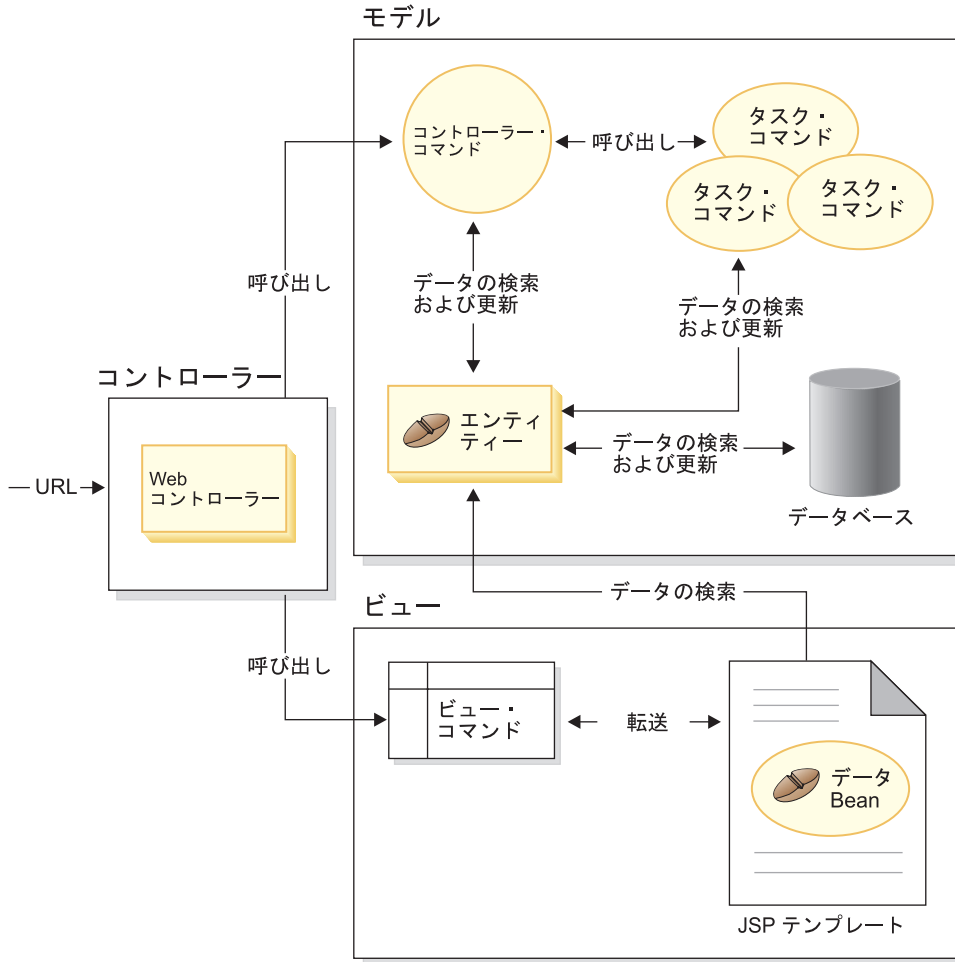 モデル
コントローラー・
コマンド
呼び出し
タスク・
コマンド
タスク・
コマンド
タスク・
コマンド
呼び出し
データの検索
および更新
データの検索
および更新
コントローラー
エンティ
ティー
データの検索
および更新
URL
Web
コントローラー
データベース
データの検索
ビュー
呼び出し
ビュー・
コマンド
転送
データ
Bean
JSP テンプレート